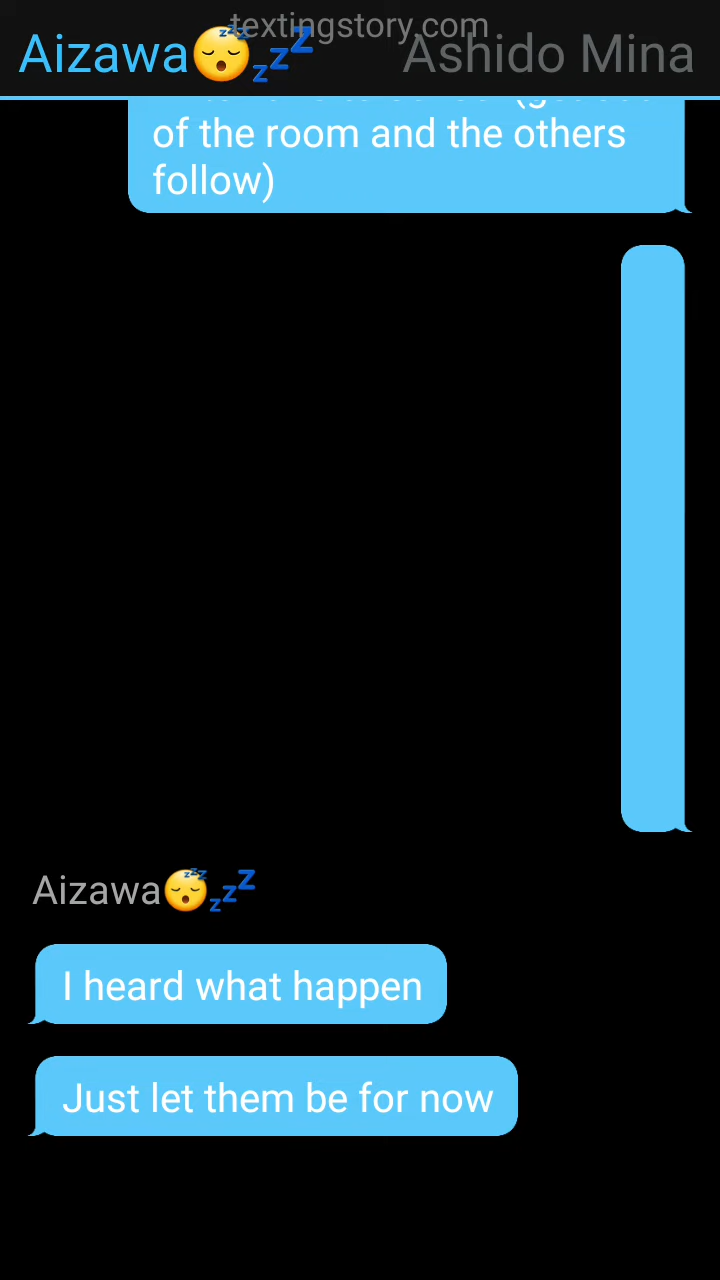 textingstory.com
Aizawa😴💤 Ashido Mina
of the room and the others
follow)
Aizawa😴💤
I heard what happen
Just let them be for now